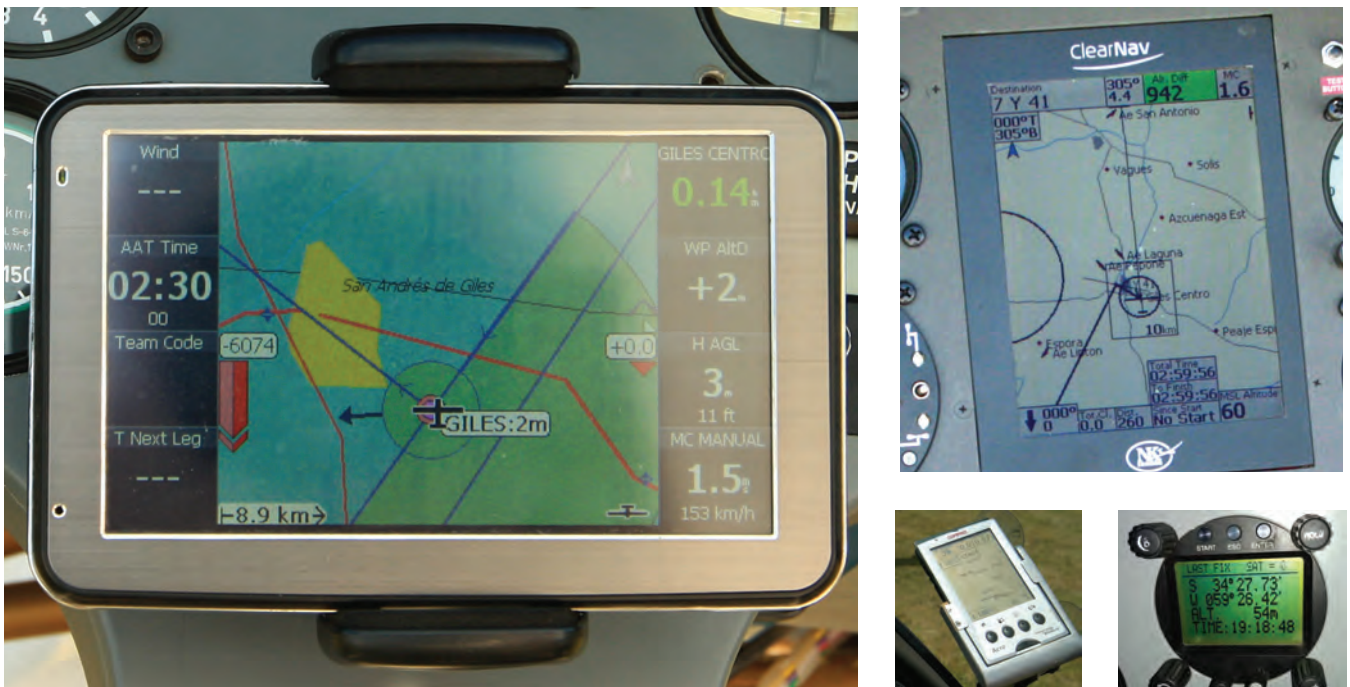 Wind
---
AAT Time
02:30
00
Team Code
T Next Leg
---
San Andrés de Giles
-6074
+0.0
GILES:2m
8.9 km
GILES CENTRO
0.14
WP AltD
+2
H AGL
3
11 ft
MC MANUAL
1.5
153 km/h
ClearNav
Destination
7 Y 41
305°
4.4
Alt. Diff
942
MC
1.6
000°T
305°B
Ae San Antonio
Vagues
Solis
Azcuenaga Est
Ae Laguna
Centro
10km
Espora
Peaje Esp
Total Time
02:59:56
To Finish
02:59:56
000°
0
0.0
260
Since Start
No Start
MSL Altitude
60
START ESC ENTER
LAST FIX SAT =
S 34°27.73'
W 059°26.42'
ALT 54m
TIME:19:18:48